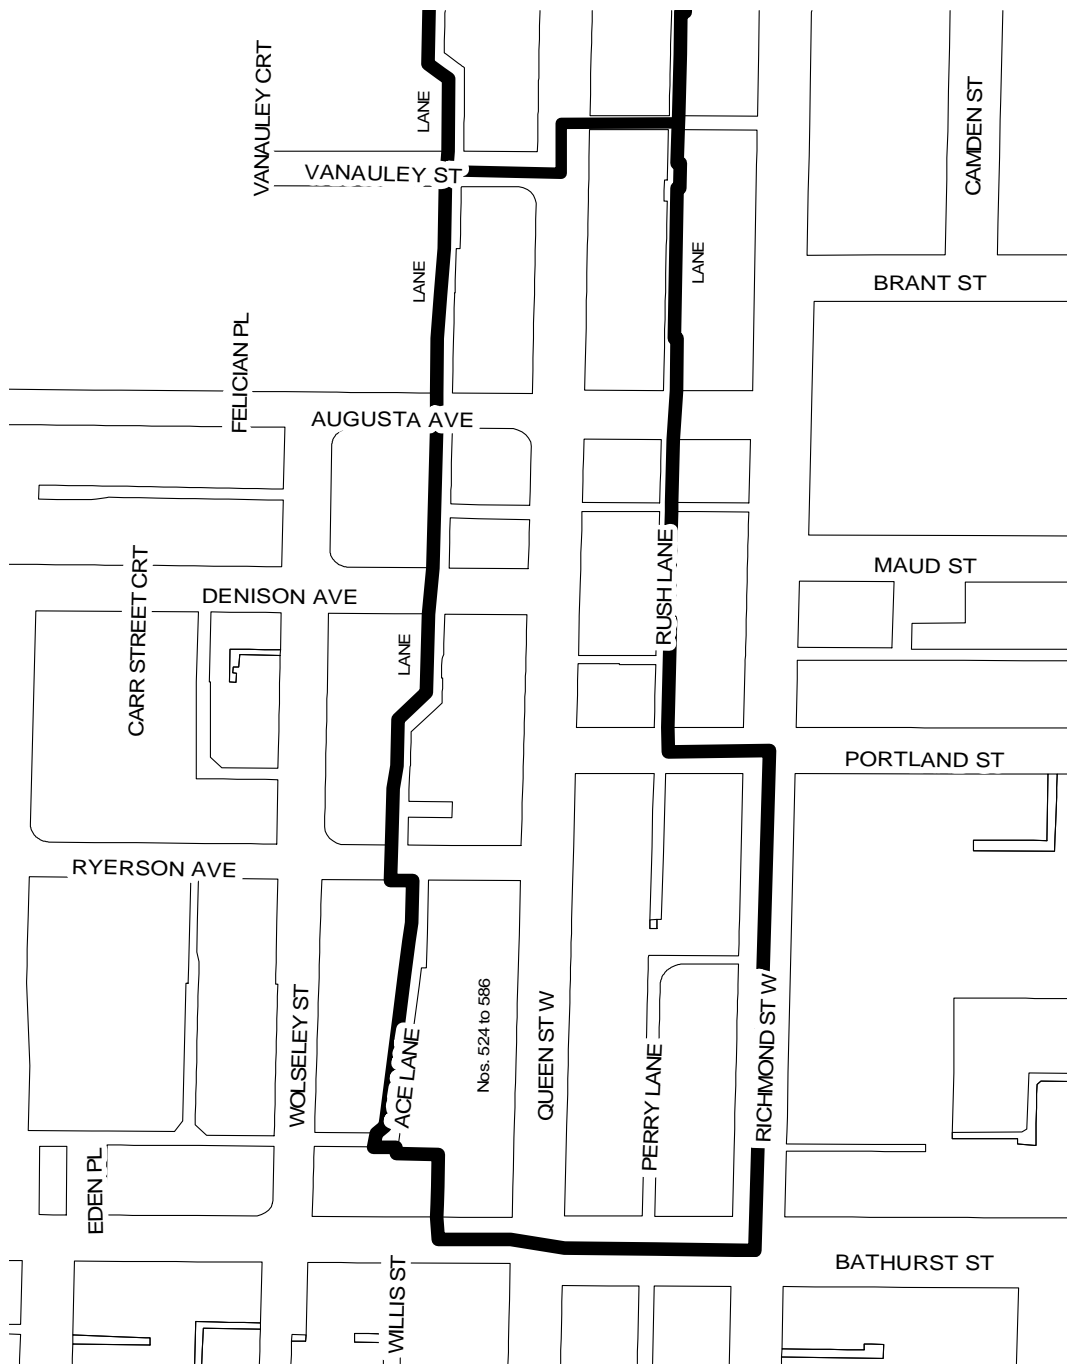 VANAULEY CRT
LANE
CAMDEN ST
VANAULEY ST
LANE
LANE
BRANT ST
FELICIAN PL
AUGUSTA AVE
RUSH LANE
MAUD ST
CARR STREET CRT
DENISON AVE
LANE
PORTLAND ST
RYERSON AVE
WOLSELEY ST
ACE LANE
Nos. 524 to 586
QUEEN ST W
PERRY LANE
RICHMOND ST W
EDEN PL
WILLIS ST
BATHURST ST